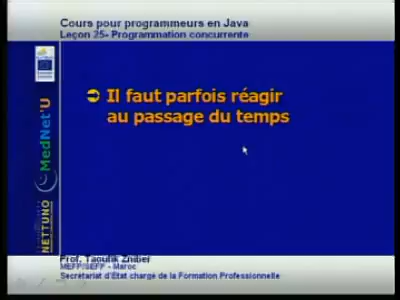 Cours pour programmeurs en Java
Leçon 25- Programmation concurrente
Il faut parfois réagir
au passage du temps
NETTUNO
MedNet'U
Prof. Taoufik Zniber
MEFP/SEFP - Maroc
Secrétariat d'Etat chargé de la Formation Professionnelle